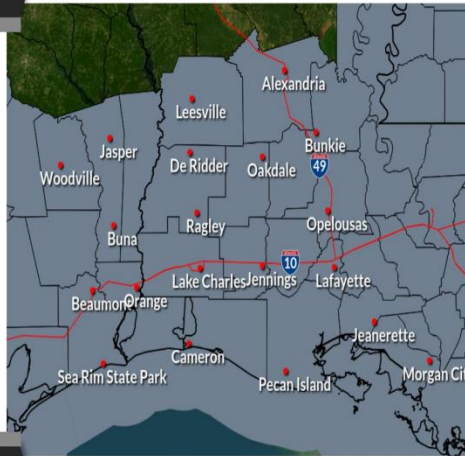 Alexandria
Leesville
Bunkie
Jasper
De Ridder
Oakdale
Woodville
49
Ragley
Opelousas
Buna
10
Lake Charles
Jennings
Lafayette
Beaumont
Orange
Jeanerette
Cameron
Morgan Cit
Sea Rim State Park
Pecan Island